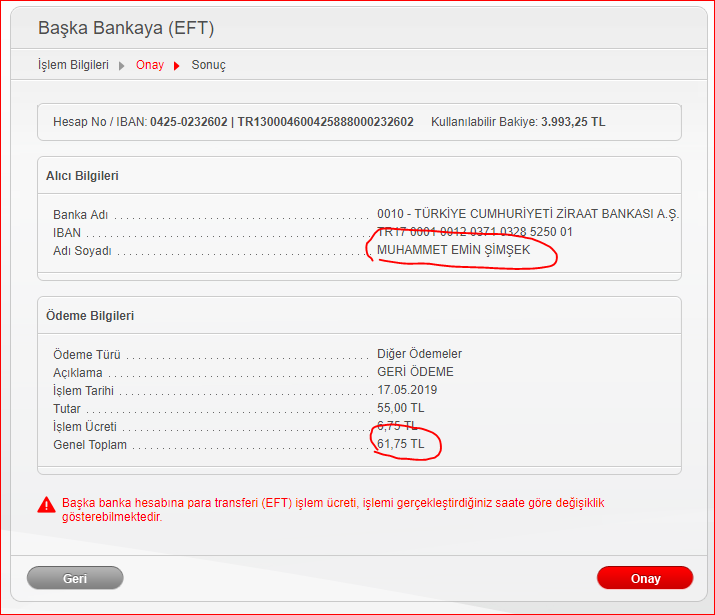 Başka Bankaya (EFT)
İşlem Bilgileri Onay Sonuç
Hesap No / IBAN: 0425-0232602 | TR130004600425888000232602 Kullanılabilir Bakiye: 3.993,25 TL
Alıcı Bilgileri
Banka Adı 0010 - TÜRKİYE CUMHURİYETİ ZİRAAT BANKASI A.Ş.
IBAN TR17 0001 0012 0371 0328 5250 01
Adı Soyadı MUHAMMET EMİN ŞİMŞEK
Ödeme Bilgileri
Ödeme Türü Diğer Ödemeler
Açıklama GERİ ÖDEME
İşlem Tarihi 17.05.2019
Tutar 55,00 TL
İşlem Ücreti 6,75 TL
Genel Toplam 61,75 TL
Başka banka hesabına para transferi (EFT) işlem ücreti, işlemi gerçekleştirdiğiniz saate göre değişiklik
gösterebilmektedir.
Geri Onay